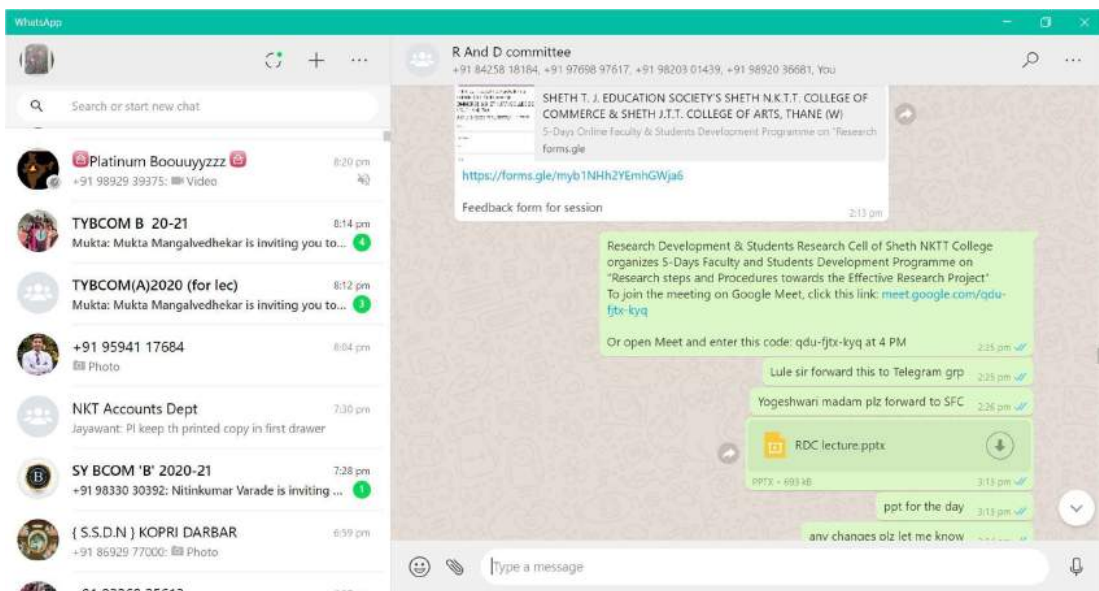 WhatsApp
Search or start new chat
Platinum Boouuyyzzz
8:20 pm
+91 98929 39375: Video
TYBCOM B 20-21
8:14 pm
Mukta: Mukta Mangalvedhekar is inviting you to... 4
TYBCOM(A)2020 (for lec)
8:12 pm
Mukta: Mukta Mangalvedhekar is inviting you to... 3
+91 95941 17684
8:04 pm
Photo
NKT Accounts Dept
7:30 pm
Jayawant: Pl keep th printed copy in first drawer
B
SY BCOM 'B' 2020-21
7:28 pm
+91 98330 30392: Nitinkumar Varade is inviting ... 1
{ S.S.D.N } KOPRI DARBAR
6:59 pm
+91 86929 77000: Photo
R And D committee
+91 84258 18184, +91 97698 97617, +91 98203 01439, +91 98920 36681, You
SHETH T. J. EDUCATION SOCIETY'S SHETH N.K.T.T. COLLEGE OF
COMMERCE & SHETH J.T.T. COLLEGE OF ARTS, THANE (W)
5-Days Online Faculty & Students Development Programme on "Research
forms.gle
https://forms.gle/myb1NHh2YEmhGWja6
Feedback form for session
2:13 pm
Research Development & Students Research Cell of Sheth NKTT College
organizes 5-Days Faculty and Students Development Programme on
"Research steps and Procedures towards the Effective Research Project"
To join the meeting on Google Meet, click this link: meet.google.com/qdu-
fjtx-kyq
Or open Meet and enter this code: qdu-fjtx-kyq at 4 PM
2:25 pm
Lule sir forward this to Telegram grp
2:25 pm
Yogeshwari madam plz forward to SFC
2:26 pm
RDC lecture.pptx
PPTX • 693 kB
3:13 pm
ppt for the day
3:13 pm
any changes plz let me know
Type a message